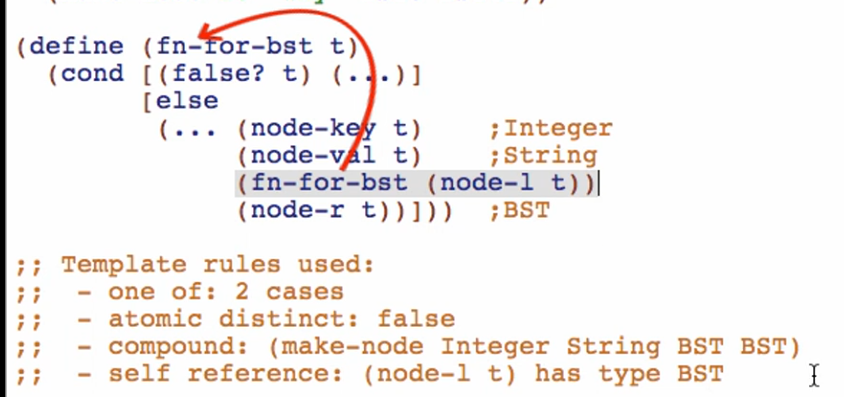 (define (fn-for-bst t)
  (cond [(false? t) (...)]
        [else
         (... (node-key t)    ;Integer
              (node-val t)    ;String
              (fn-for-bst (node-l t))
              (node-r t))]))  ;BST
;; Template rules used:
;;  - one of: 2 cases
;;  - atomic distinct: false
;;  - compound: (make-node Integer String BST BST)
;;  - self reference: (node-l t) has type BST